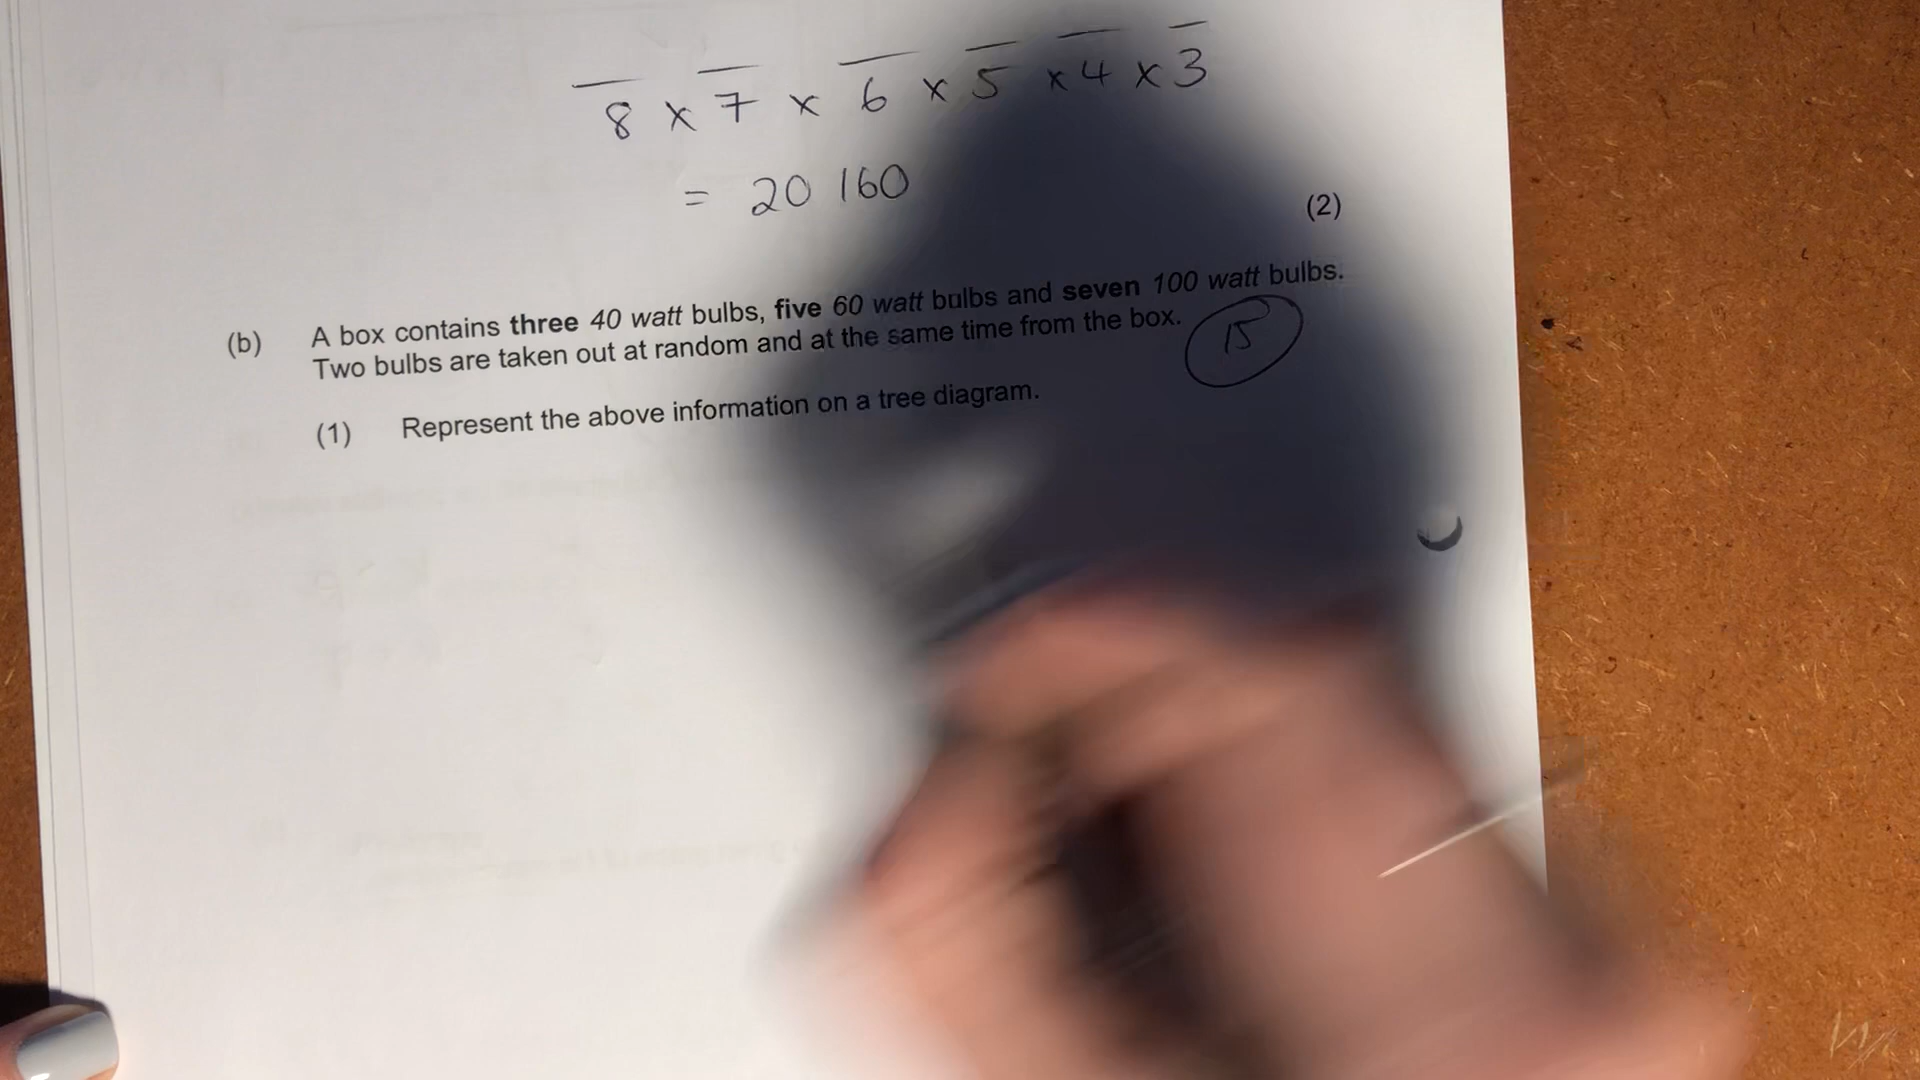 8 x 7 x 6 x 5 x 4 x 3
= 20 160
(2)
(b) A box contains three 40 watt bulbs, five 60 watt bulbs and seven 100 watt bulbs.
Two bulbs are taken out at random and at the same time from the box.
15
(1) Represent the above information on a tree diagram.